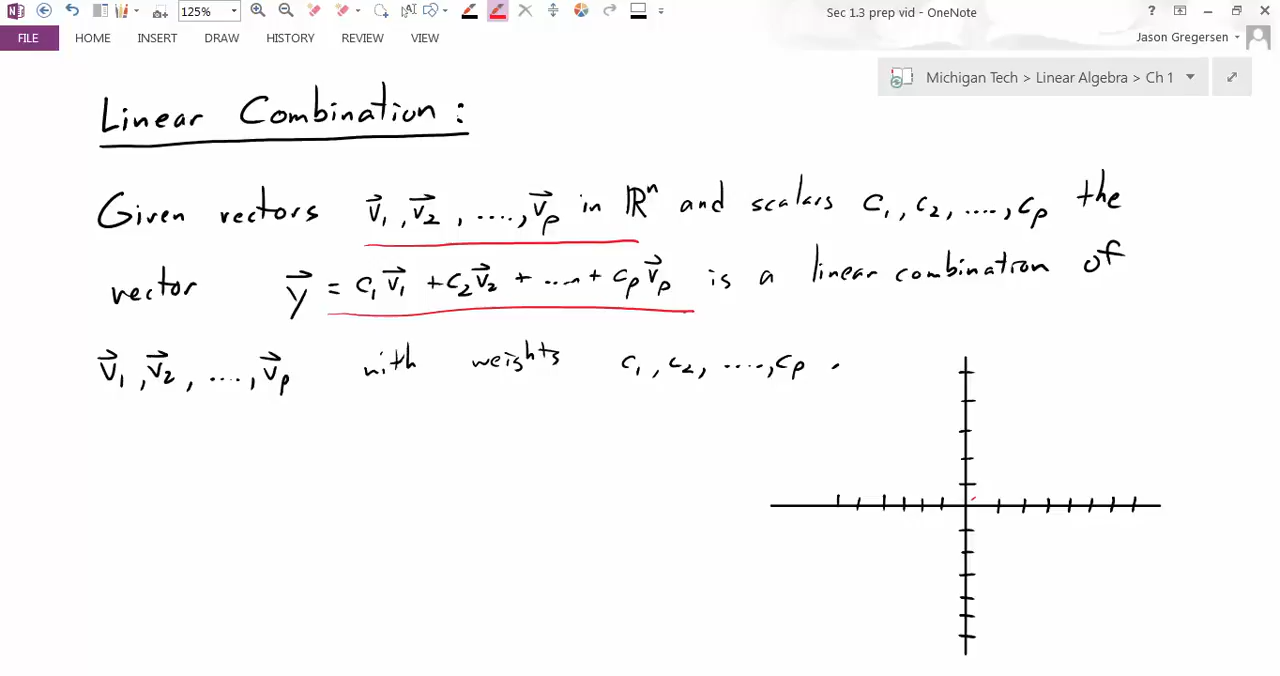 125%
Sec 1.3 prep vid - OneNote
FILE HOME INSERT DRAW HISTORY REVIEW VIEW
Jason Gregersen
Michigan Tech > Linear Algebra > Ch 1
Linear Combination:
Given vectors v⃗₁, v⃗₂, ...., v⃗ₚ in ℝⁿ and scalars c₁, c₂, ...., cₚ the
vector y⃗ = c₁v⃗₁ + c₂v⃗₂ + .... + cₚv⃗ₚ is a linear combination of
v⃗₁, v⃗₂, ...., v⃗ₚ with weights c₁, c₂, ...., cₚ .